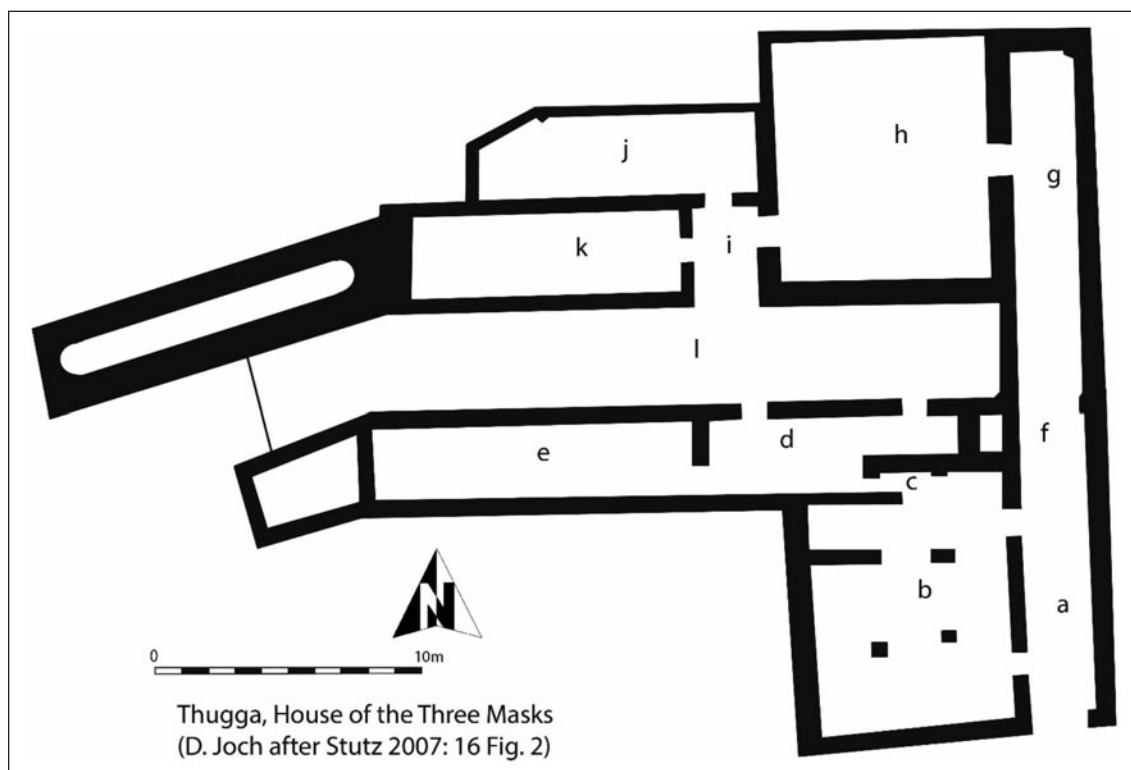 h
j
g
k
i
l
f
d
e
c
b
a
N
0 10m
Thugga, House of the Three Masks
(D. Joch after Stutz 2007: 16 Fig. 2)